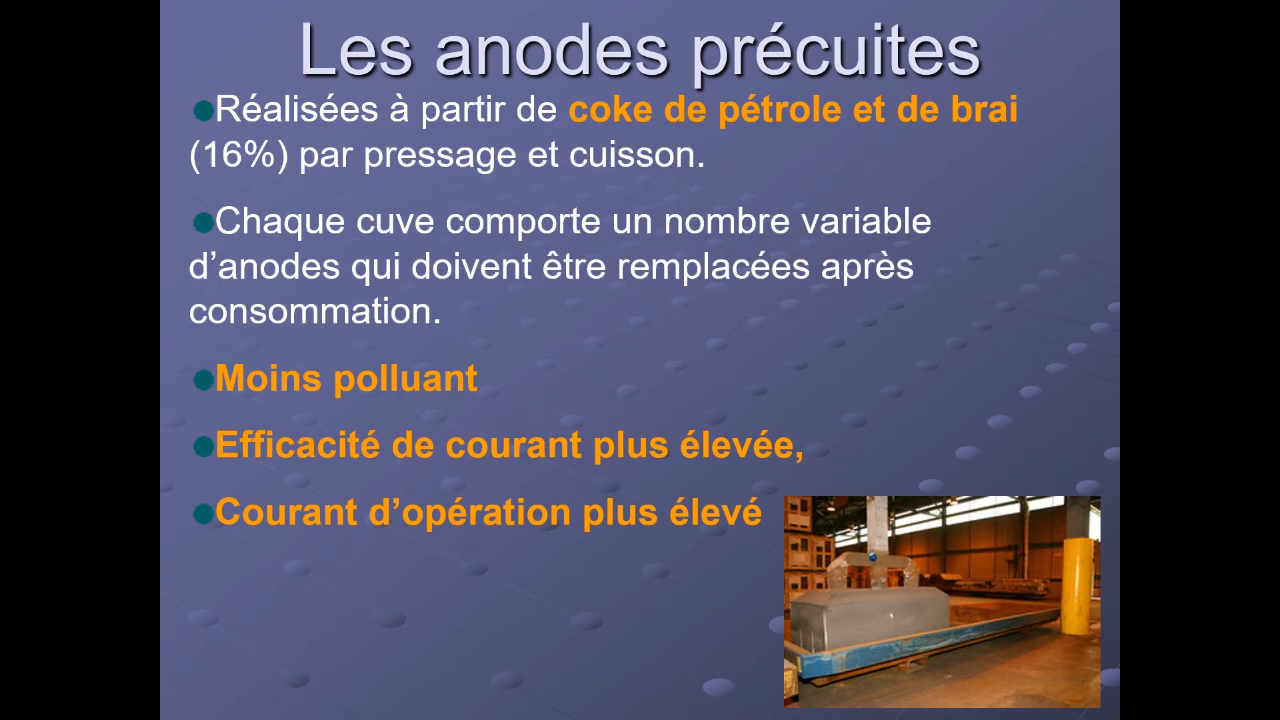 Les anodes précuites
Réalisées à partir de coke de pétrole et de brai
(16%) par pressage et cuisson.
Chaque cuve comporte un nombre variable
d’anodes qui doivent être remplacées après
consommation.
Moins polluant
Efficacité de courant plus élevée,
Courant d’opération plus élevé